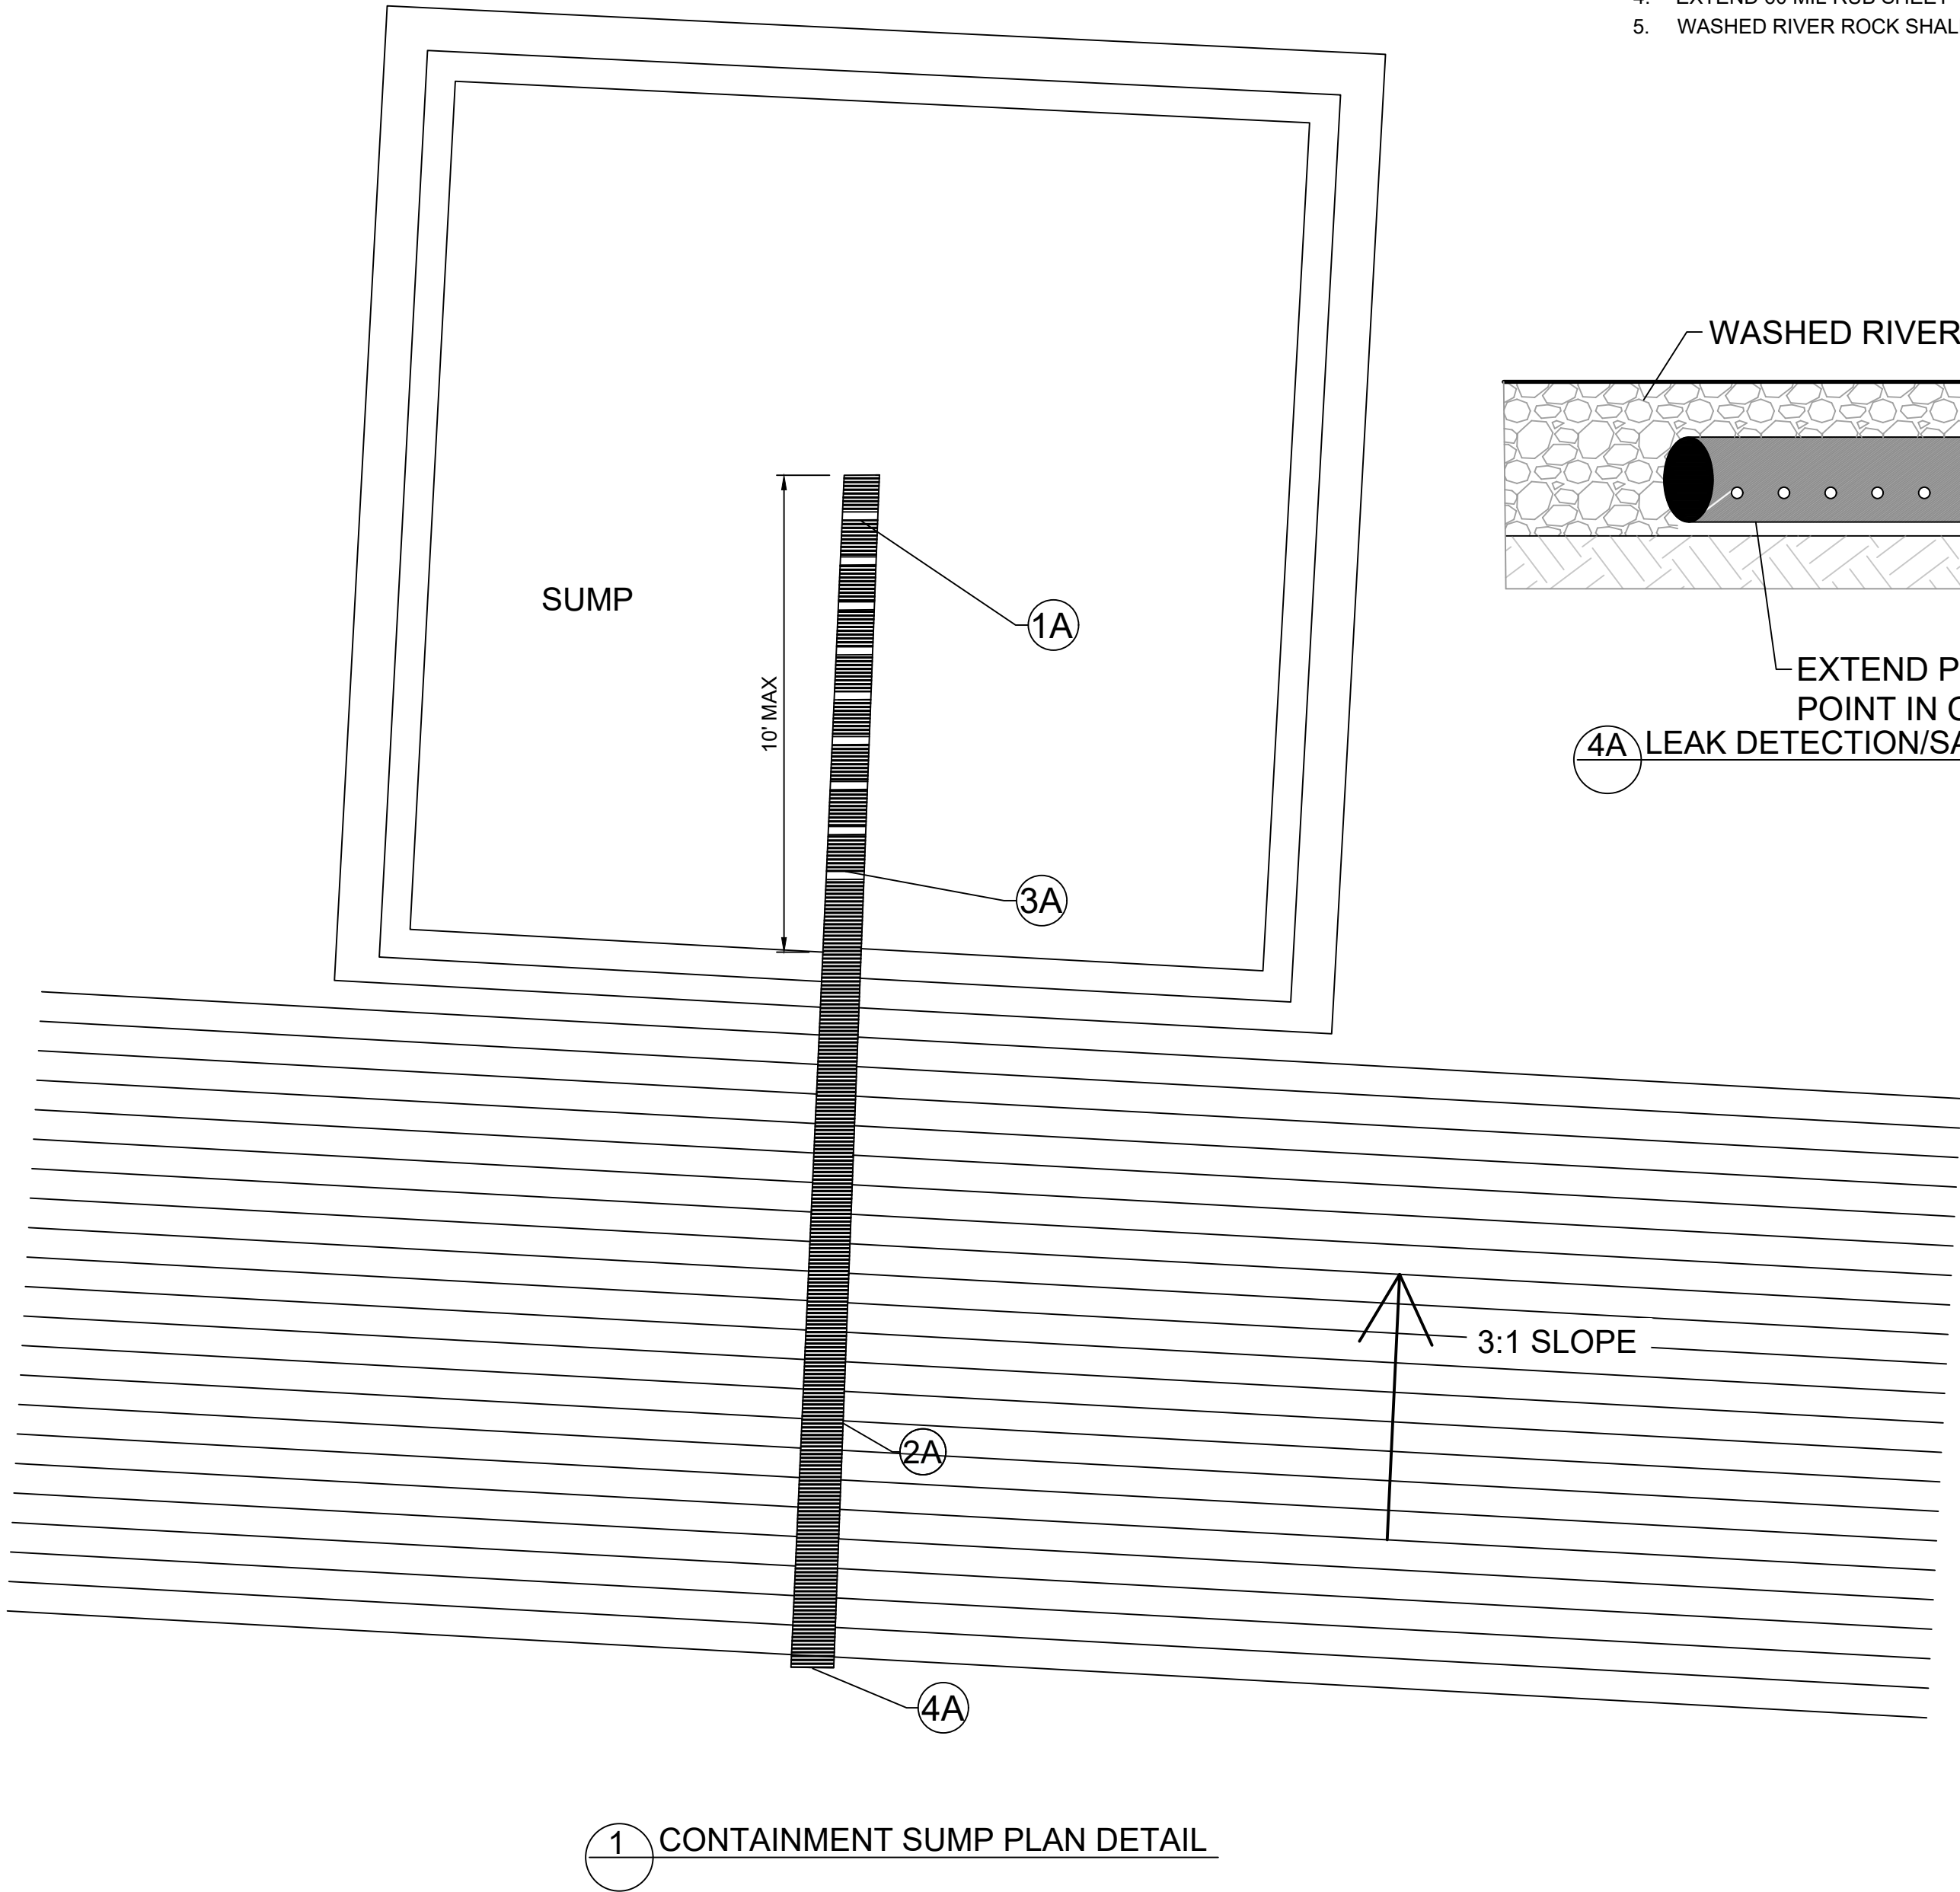 5. WASHED RIVER ROCK SHAL
WASHED RIVER
SUMP
1A
10' MAX
EXTEND P
POINT IN
4A LEAK DETECTION/SA
3A
3:1 SLOPE
2A
4A
1 CONTAINMENT SUMP PLAN DETAIL